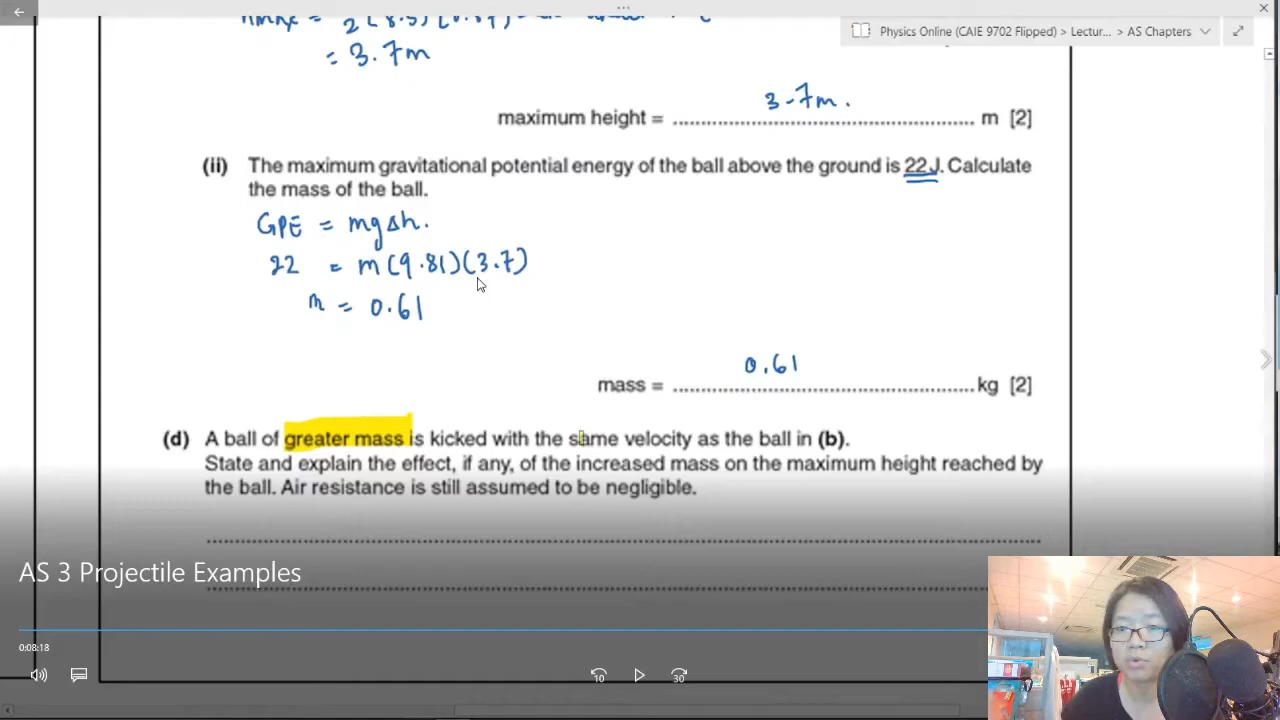 Physics Online (CAIE 9702 Flipped) > Lectur... > AS Chapters
= 3.7m
3.7m.
maximum height = ........ m [2]
(ii) The maximum gravitational potential energy of the ball above the ground is 22 J. Calculate
the mass of the ball.
GPE = mgΔh.
22 = m(9.81)(3.7)
m = 0.61
0.61
mass = ........ kg [2]
(d) A ball of greater mass is kicked with the same velocity as the ball in (b).
State and explain the effect, if any, of the increased mass on the maximum height reached by
the ball. Air resistance is still assumed to be negligible.
AS 3 Projectile Examples
0:08:18
10
30